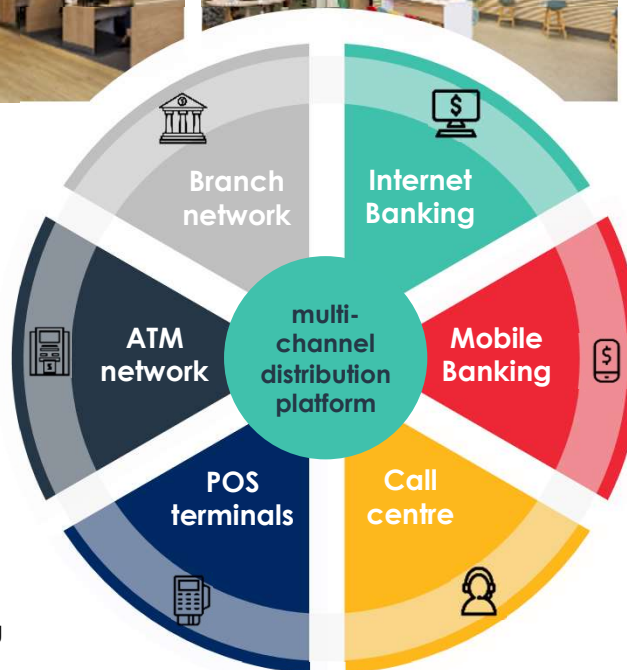 Branch
network
Internet
Banking
ATM
network
multi-
channel
distribution
platform
Mobile
Banking
POS
terminals
Call
centre